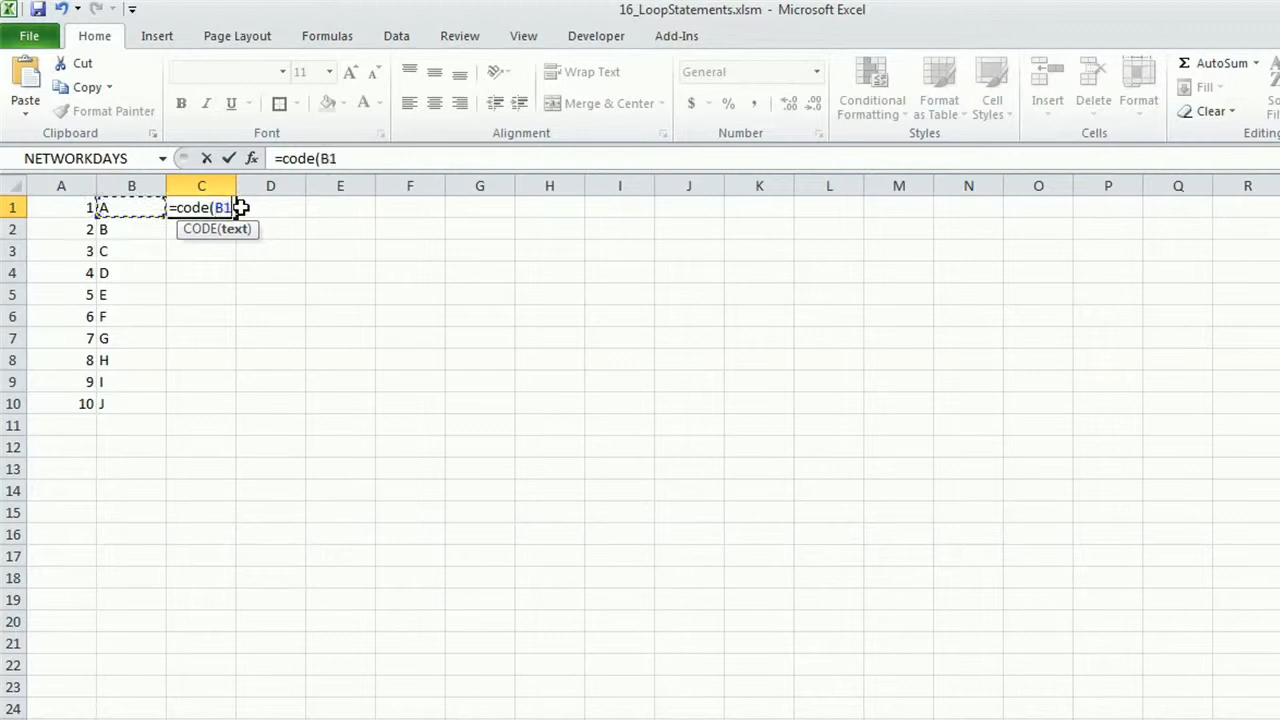 16_LoopStatements.xlsm - Microsoft Excel
File Home Insert Page Layout Formulas Data Review View Developer Add-Ins
Cut
Copy
Format Painter
Paste
Clipboard
11 A A
B I U A
Font
Wrap Text
Merge & Center
Alignment
General
$ % ,
Number
Conditional Formatting
Format as Table
Cell Styles
Styles
Insert Delete Format
Cells
Σ AutoSum
Fill
Clear
Editing
NETWORKDAYS fx =code(B1
A B C D E F G H I J K L M N O P Q R
1 1 A =code(B1
CODE(text)
2 2 B
3 3 C
4 4 D
5 5 E
6 6 F
7 7 G
8 8 H
9 9 I
10 10 J
11
12
13
14
15
16
17
18
19
20
21
22
23
24